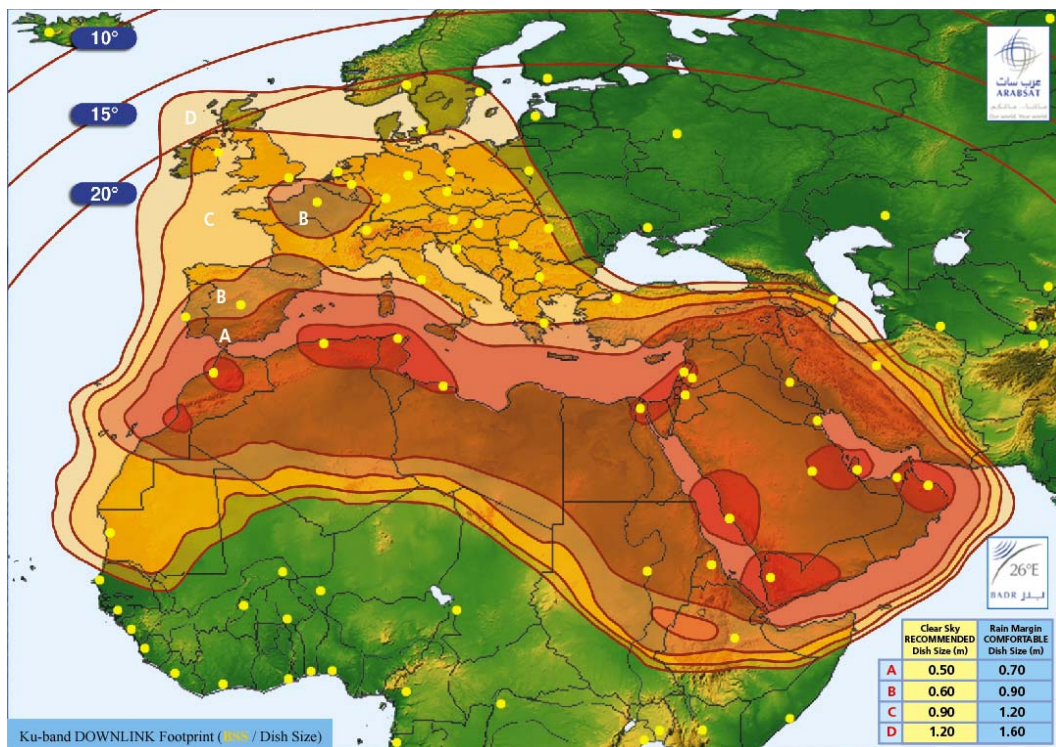 10°
15°
20°
عرب سات
ARABSAT
Our world. Your world
D
C
B
B
A
26°E
BADR بدر
Clear Sky
RECOMMENDED
Dish Size (m)
Rain Margin
COMFORTABLE
Dish Size (m)
A 0.50 0.70
B 0.60 0.90
C 0.90 1.20
D 1.20 1.60
Ku-band DOWNLINK Footprint (BSS / Dish Size)